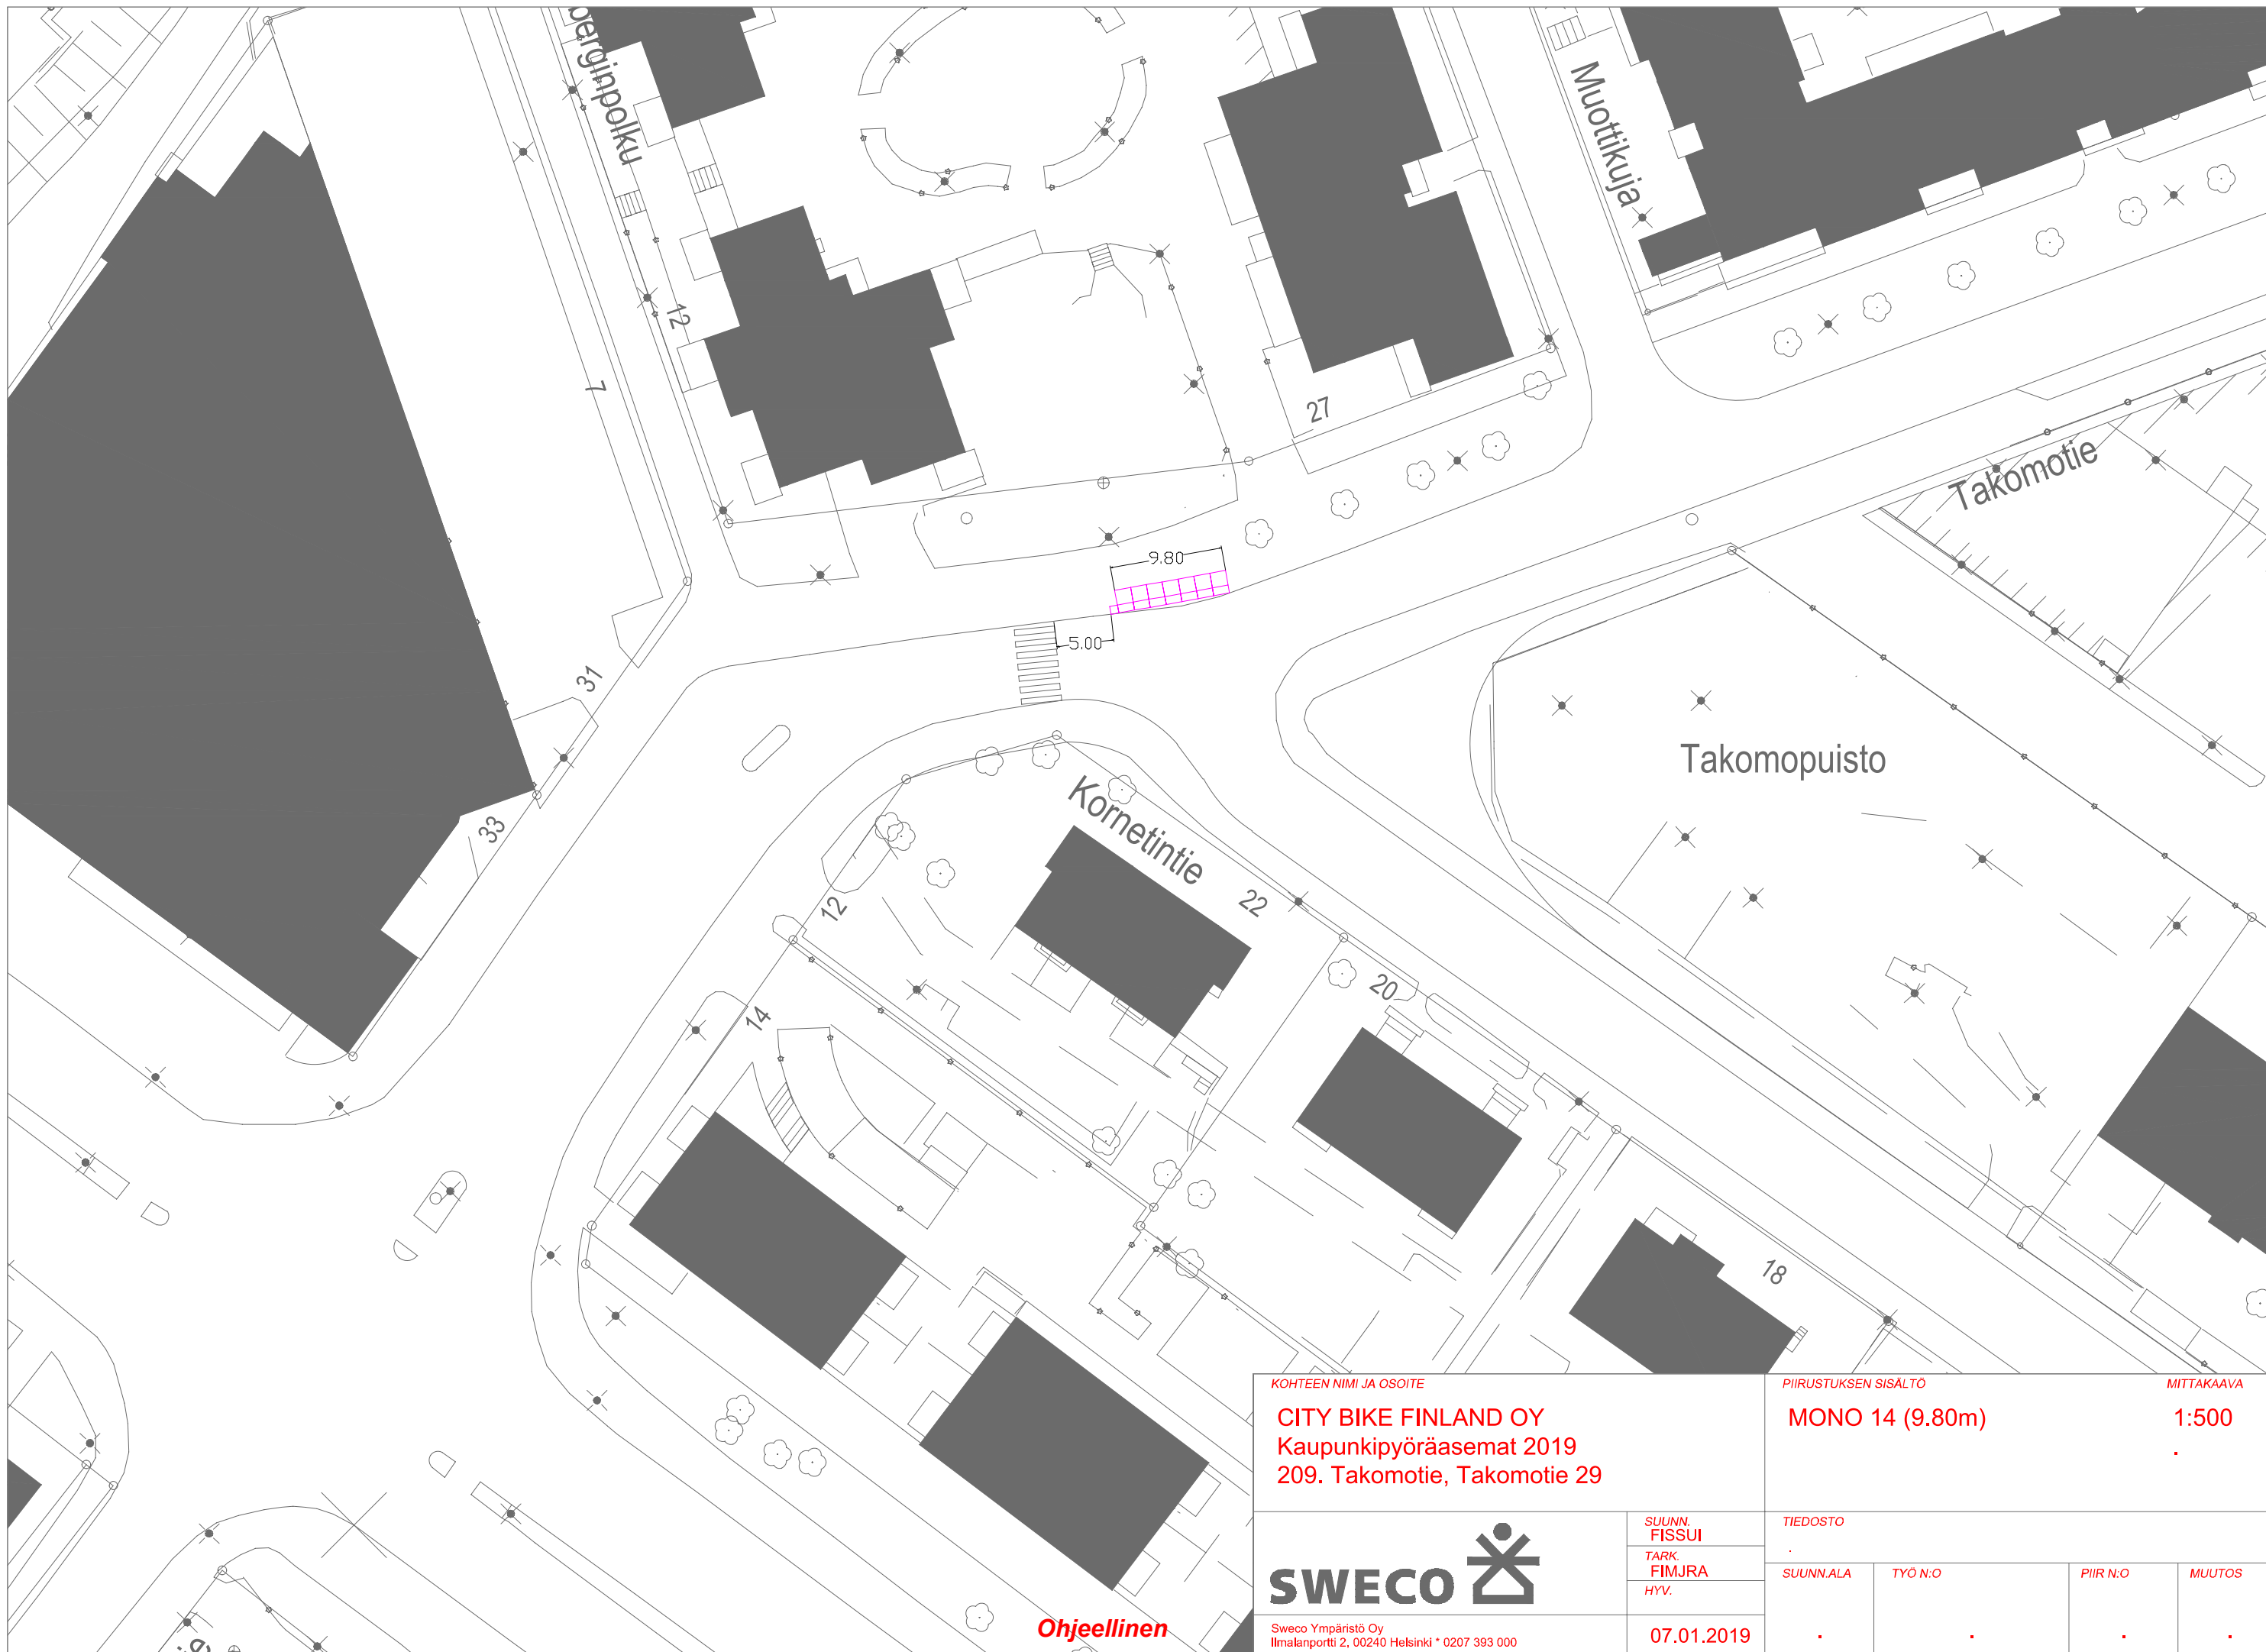 berginpolku
Muottikuja
12
7
27
Takomotie
9.80
5.00
31
Takomopuisto
33
Kornetintie
12
22
20
14
18
KOHTEEN NIMI JA OSOITE
CITY BIKE FINLAND OY
Kaupunkipyöräasemat 2019
209. Takomotie, Takomotie 29
PIIRUSTUKSEN SISÄLTÖ
MITTAKAAVA
MONO 14 (9.80m)
1:500
SWECO
SUUNN.
FISSUI
TARK.
FIMJRA
HYV.
TIEDOSTO
SUUNN.ALA
TYÖ N:O
PIIR N:O
MUUTOS
Ohjeellinen
Sweco Ympäristö Oy
Ilmalanportti 2, 00240 Helsinki * 0207 393 000
07.01.2019